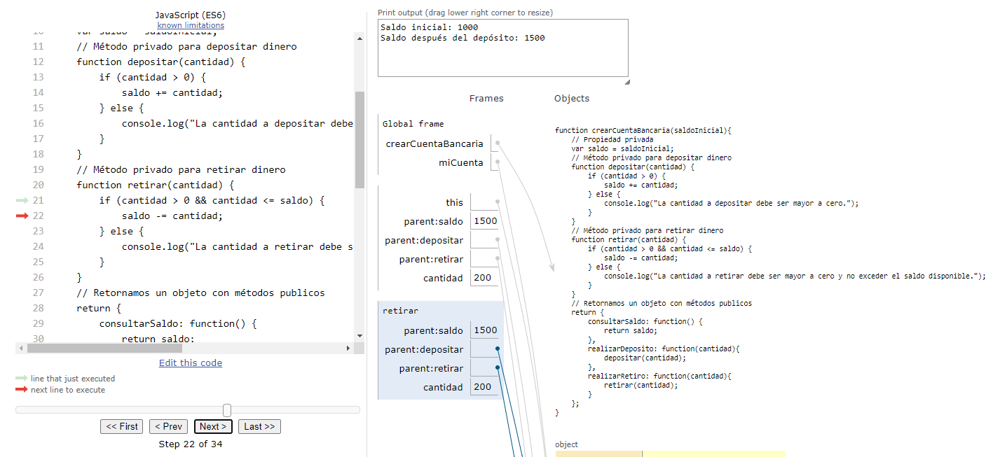 JavaScript (ES6)
known limitations
10 var saldo = saldoInicial;
11 // Método privado para depositar dinero
12 function depositar(cantidad) {
13 if (cantidad > 0) {
14 saldo += cantidad;
15 } else {
16 console.log("La cantidad a depositar debe
17 }
18 }
19 // Método privado para retirar dinero
20 function retirar(cantidad) {
21 if (cantidad > 0 && cantidad <= saldo) {
22 saldo -= cantidad;
23 } else {
24 console.log("La cantidad a retirar debe s
25 }
26 }
27 // Retornamos un objeto con métodos publicos
28 return {
29 consultarSaldo: function() {
30 return saldo;
Edit this code
line that just executed
next line to execute
<< First < Prev Next > Last >>
Step 22 of 34
Print output (drag lower right corner to resize)
Saldo inicial: 1000
Saldo después del depósito: 1500
Frames Objects
Global frame
crearCuentaBancaria
miCuenta
this
parent:saldo 1500
parent:depositar
parent:retirar
cantidad 200
retirar
parent:saldo 1500
parent:depositar
parent:retirar
cantidad 200
function crearCuentaBancaria(saldoInicial){
// Propiedad privada
var saldo = saldoInicial;
// Método privado para depositar dinero
function depositar(cantidad) {
if (cantidad > 0) {
saldo += cantidad;
} else {
console.log("La cantidad a depositar debe ser mayor a cero.");
}
}
// Método privado para retirar dinero
function retirar(cantidad) {
if (cantidad > 0 && cantidad <= saldo) {
saldo -= cantidad;
} else {
console.log("La cantidad a retirar debe ser mayor a cero y no exceder el saldo disponible.");
}
}
// Retornamos un objeto con métodos publicos
return {
consultarSaldo: function() {
return saldo;
},
realizarDeposito: function(cantidad){
depositar(cantidad);
},
realizarRetiro: function(cantidad){
retirar(cantidad);
}
};
}
object